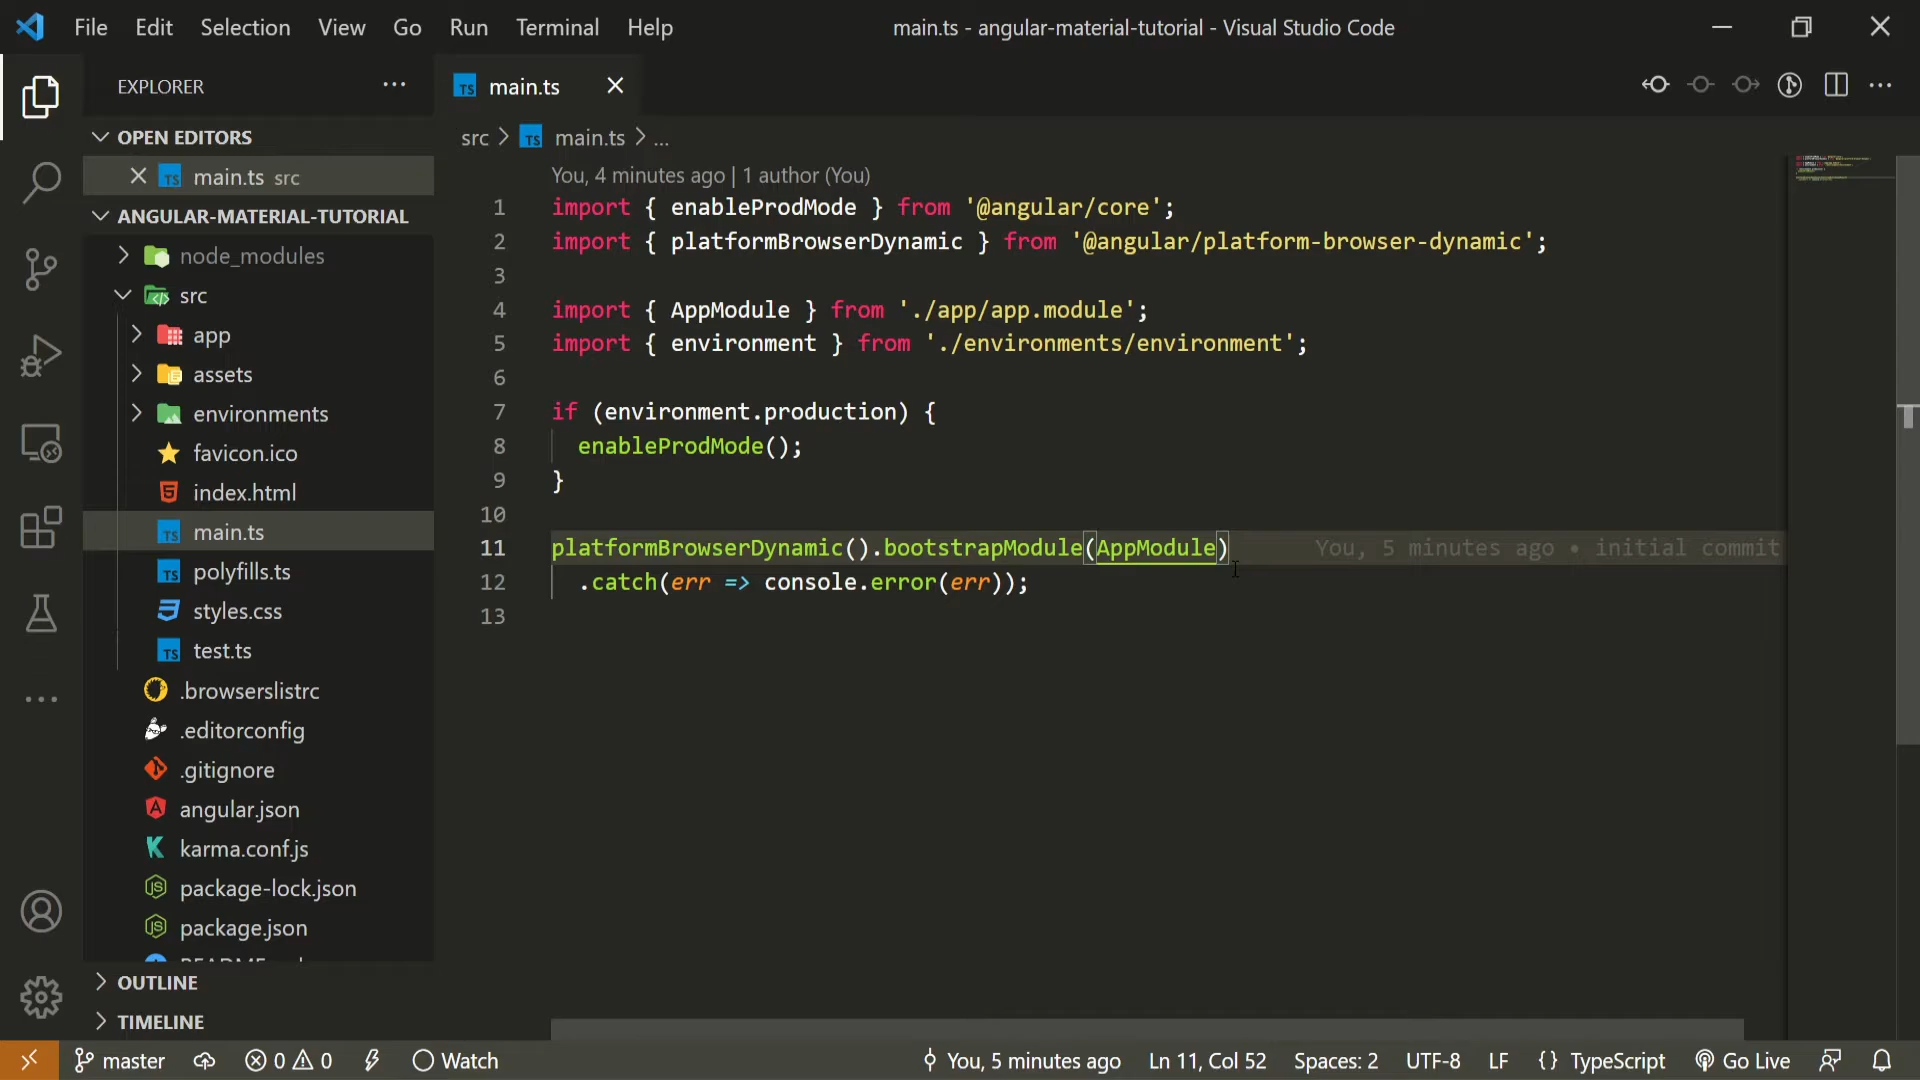 File Edit Selection View Go Run Terminal Help
main.ts - angular-material-tutorial - Visual Studio Code
EXPLORER
OPEN EDITORS
main.ts src
ANGULAR-MATERIAL-TUTORIAL
node_modules
src
app
assets
environments
favicon.ico
index.html
main.ts
polyfills.ts
styles.css
test.ts
.browserslistrc
.editorconfig
.gitignore
angular.json
karma.conf.js
package-lock.json
package.json
OUTLINE
TIMELINE
main.ts
src > main.ts > ...
You, 4 minutes ago | 1 author (You)
1 import { enableProdMode } from '@angular/core';
2 import { platformBrowserDynamic } from '@angular/platform-browser-dynamic';
3
4 import { AppModule } from './app/app.module';
5 import { environment } from './environments/environment';
6
7 if (environment.production) {
8 enableProdMode();
9 }
10
11 platformBrowserDynamic().bootstrapModule(AppModule) You, 5 minutes ago • initial commit
12 .catch(err => console.error(err));
13
master 0 0 Watch You, 5 minutes ago Ln 11, Col 52 Spaces: 2 UTF-8 LF {} TypeScript Go Live